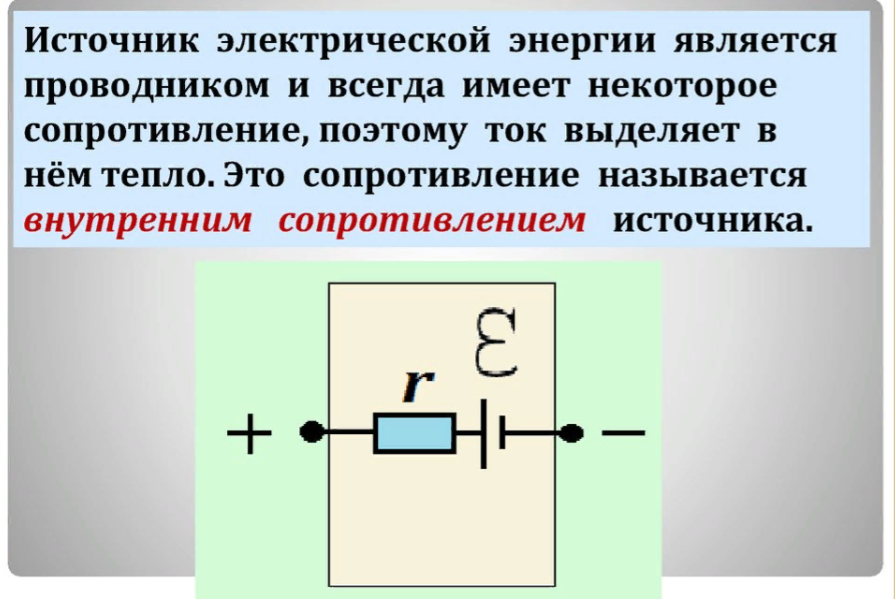 Источник электрической энергии является
проводником и всегда имеет некоторое
сопротивление, поэтому ток выделяет в
нём тепло. Это сопротивление называется
внутренним сопротивлением источника.
ℰ
r
+ −